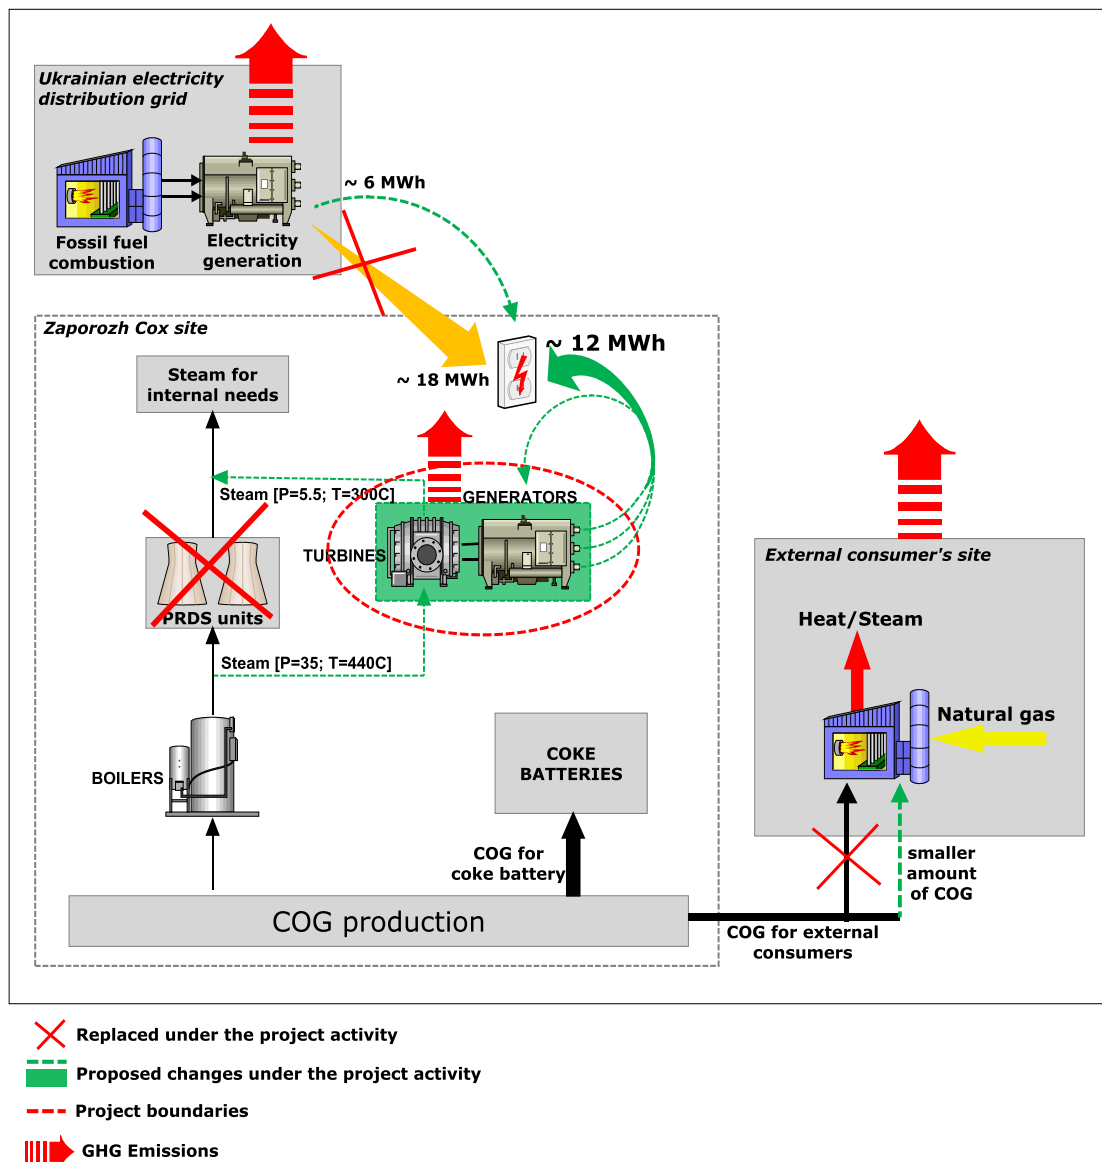 Ukrainian electricity
distribution grid
Fossil fuel
combustion
Electricity
generation
~ 6 MWh
Zaporozh Cox site
~ 12 MWh
~ 18 MWh
Steam for
internal needs
Steam [P=5.5; T=300C]
GENERATORS
TURBINES
PRDS units
Steam [P=35; T=440C]
BOILERS
COKE
BATTERIES
COG for
coke battery
COG production
External consumer's site
Heat/Steam
Natural gas
smaller
amount
of COG
COG for external
consumers
Replaced under the project activity
Proposed changes under the project activity
Project boundaries
GHG Emissions